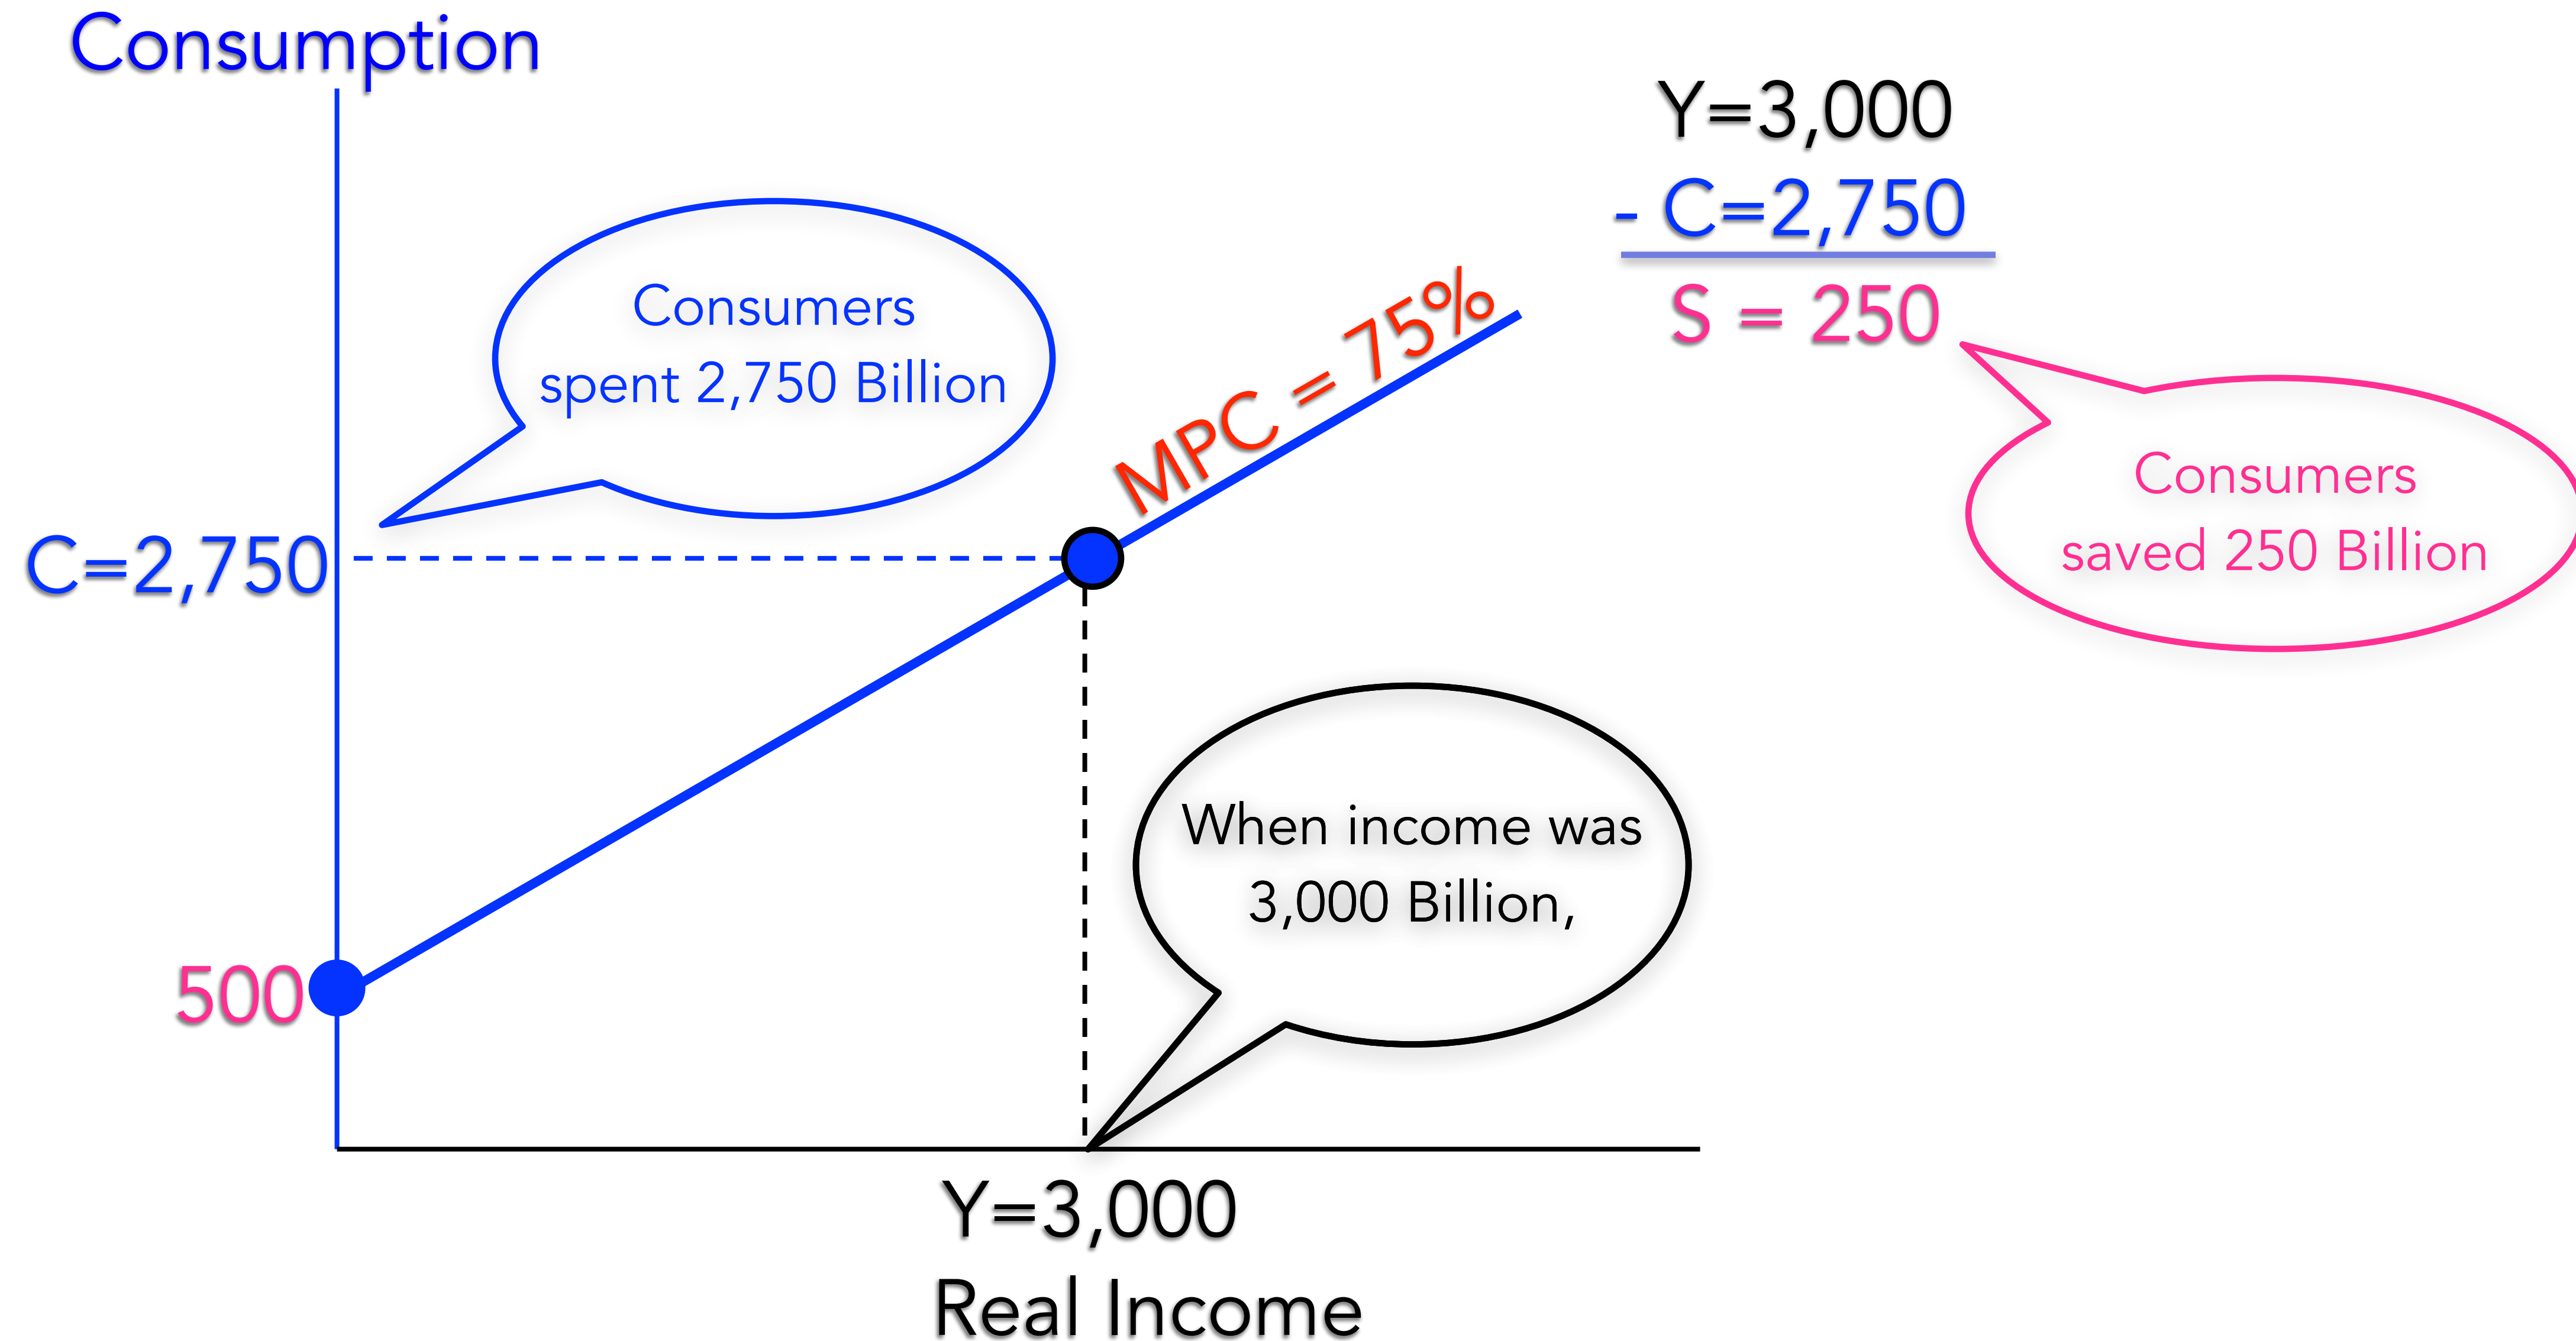 Consumption
Y=3,000
- C=2,750
S = 250
Consumers
spent 2,750 Billion
MPC = 75%
Consumers
saved 250 Billion
C=2,750
When income was
3,000 Billion,
500
Y=3,000
Real Income